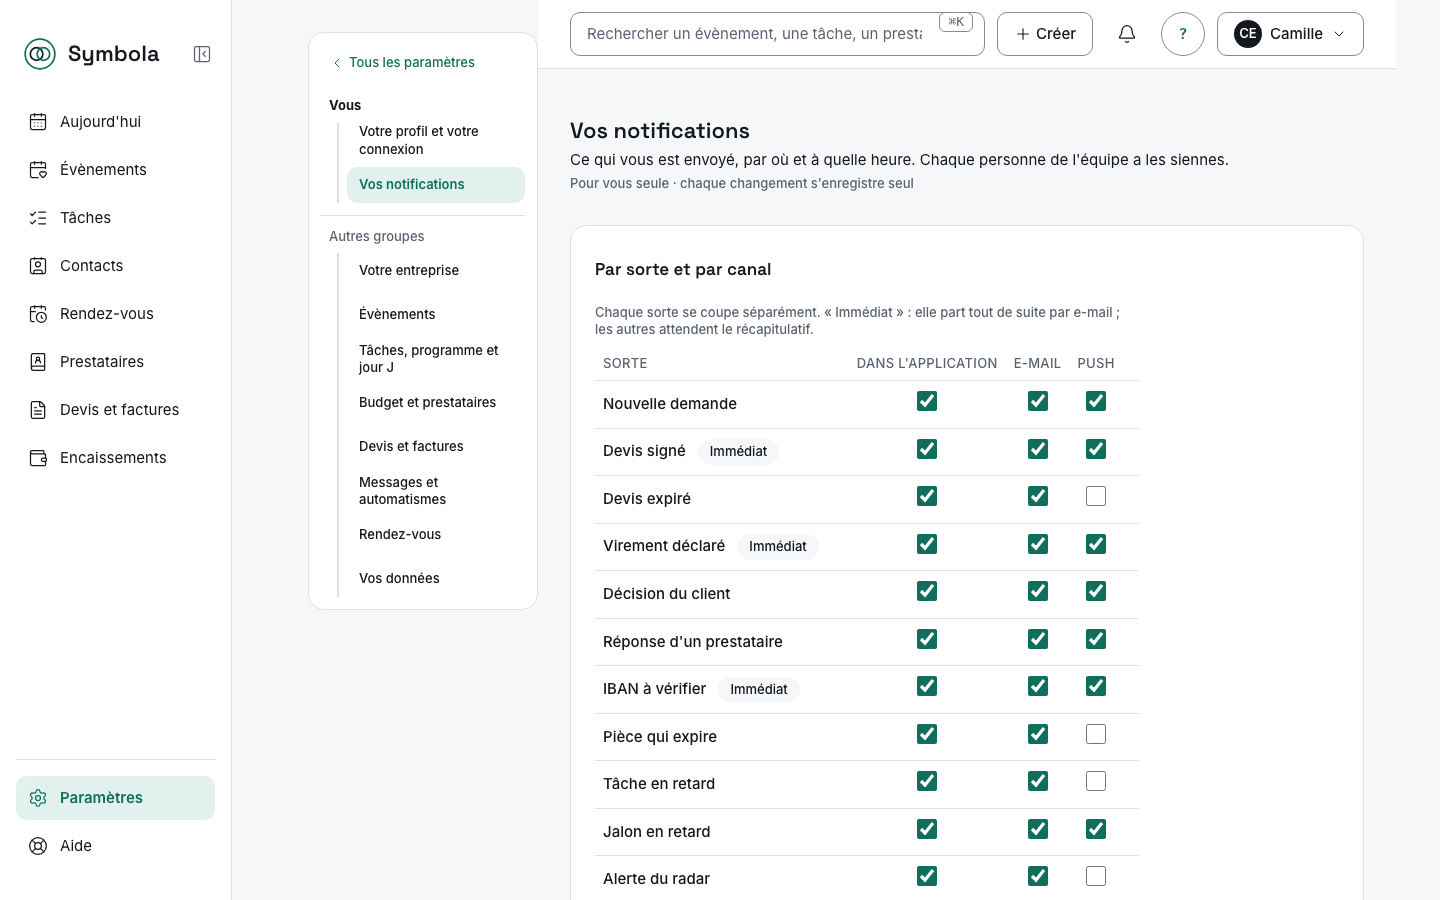 Symbola
Aujourd'hui
Évènements
Tâches
Contacts
Rendez-vous
Prestataires
Devis et factures
Encaissements
Paramètres
Aide
Tous les paramètres
Vous
Votre profil et votre
connexion
Vos notifications
Autres groupes
Votre entreprise
Évènements
Tâches, programme et
jour J
Budget et prestataires
Devis et factures
Messages et
automatismes
Rendez-vous
Vos données
Rechercher un évènement, une tâche, un presta
⌘K
Créer
?
CE Camille
Vos notifications
Ce qui vous est envoyé, par où et à quelle heure. Chaque personne de l'équipe a les siennes.
Pour vous seule · chaque changement s'enregistre seul
Par sorte et par canal
Chaque sorte se coupe séparément. « Immédiat » : elle part tout de suite par e-mail ;
les autres attendent le récapitulatif.
SORTE DANS L'APPLICATION E-MAIL PUSH
Nouvelle demande
Devis signé Immédiat
Devis expiré
Virement déclaré Immédiat
Décision du client
Réponse d'un prestataire
IBAN à vérifier Immédiat
Pièce qui expire
Tâche en retard
Jalon en retard
Alerte du radar